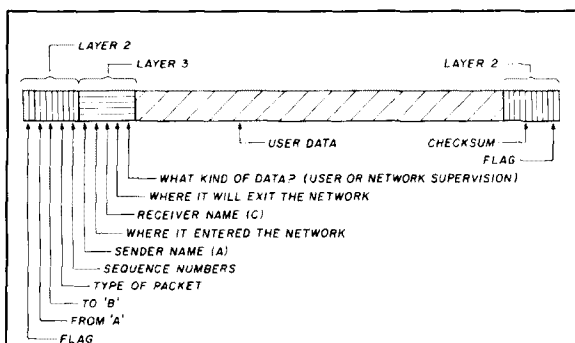 LAYER 2
LAYER 3
LAYER 2
USER DATA
CHECKSUM
FLAG
WHAT KIND OF DATA? (USER OR NETWORK SUPERVISION)
WHERE IT WILL EXIT THE NETWORK
RECEIVER NAME (C)
WHERE IT ENTERED THE NETWORK
SENDER NAME (A)
SEQUENCE NUMBERS
TYPE OF PACKET
TO 'B'
FROM 'A'
FLAG